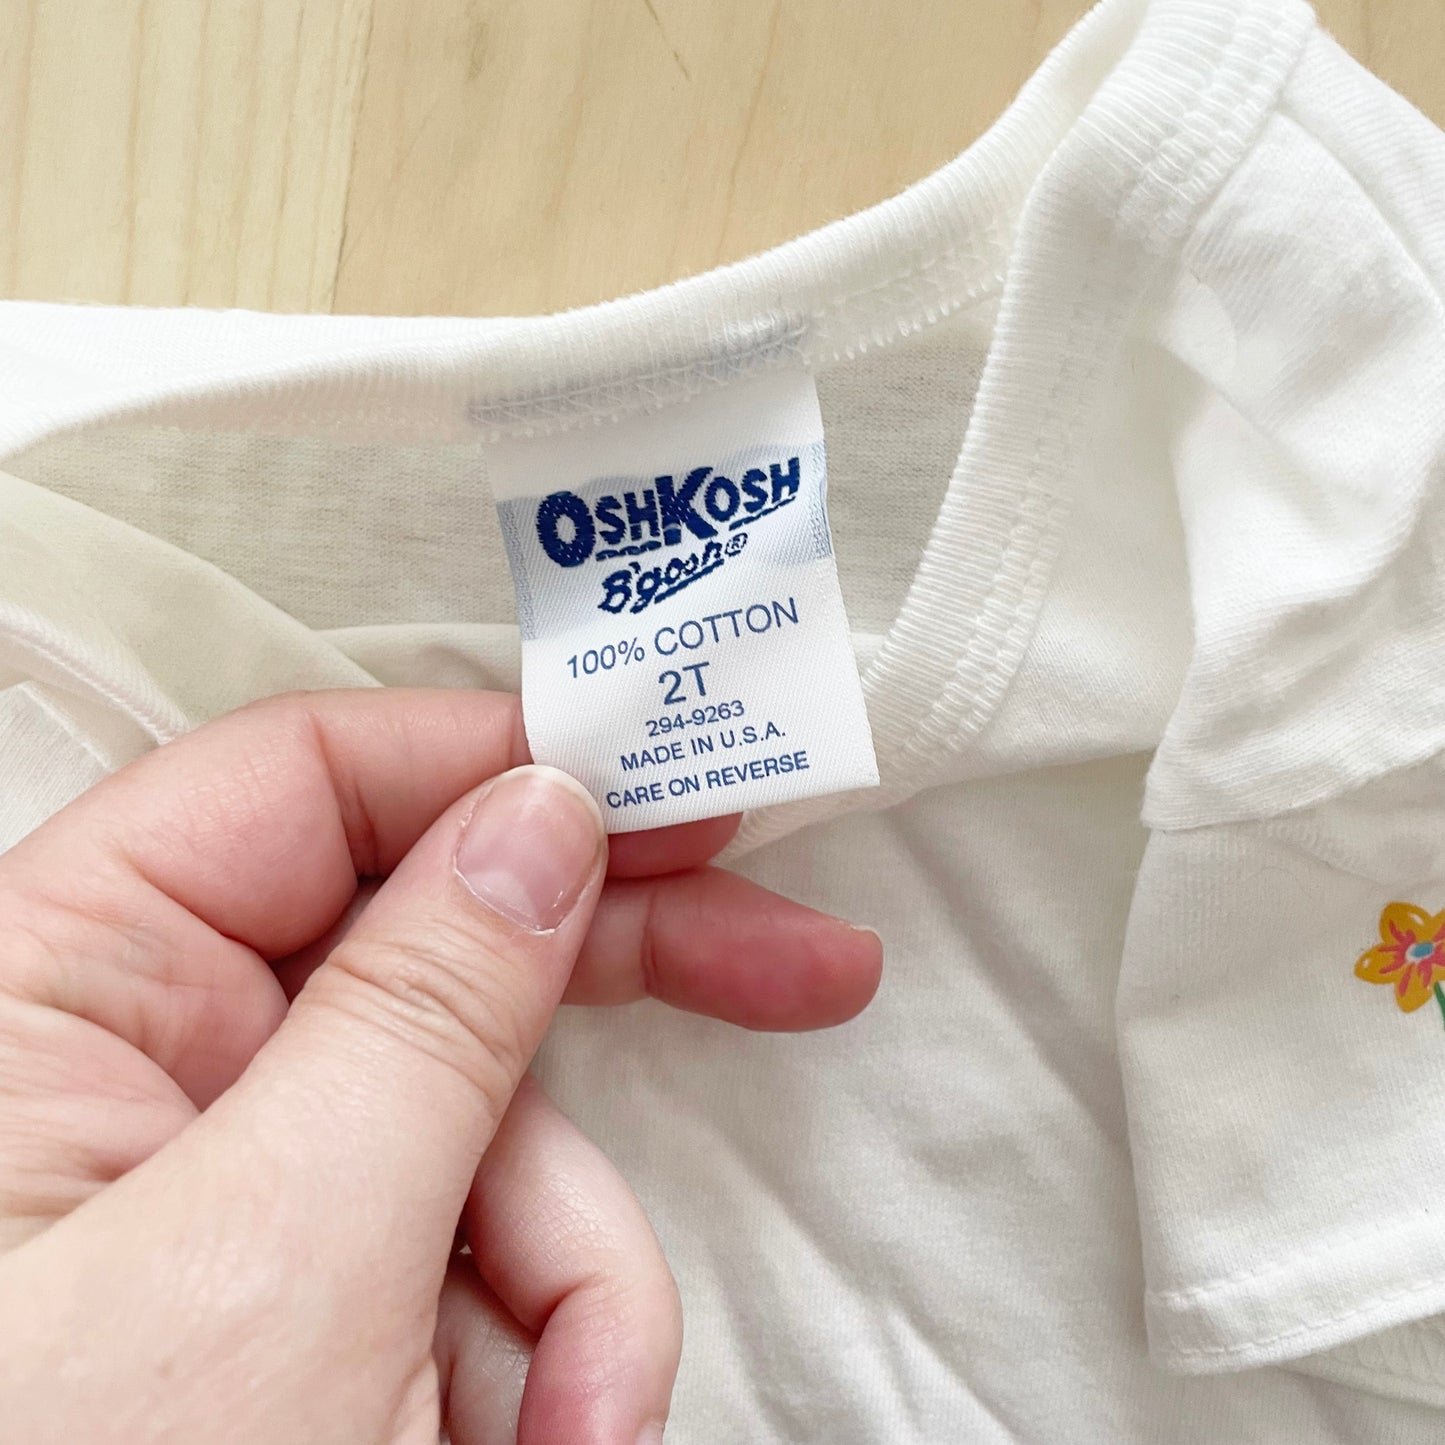 OSHKOSH
B'gosh®
100% COTTON
2T
294-9263
MADE IN U.S.A.
CARE ON REVERSE